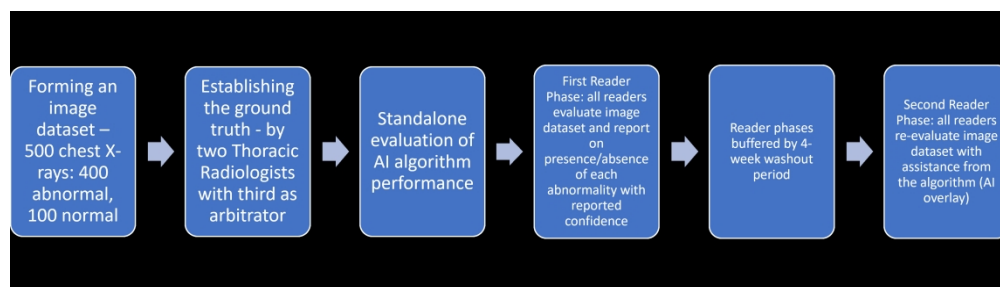 Forming an
image
dataset –
500 chest X-
rays: 400
abnormal,
100 normal
Establishing
the ground
truth - by
two Thoracic
Radiologists
with third as
arbitrator
Standalone
evaluation of
AI algorithm
performance
First Reader
Phase: all readers
evaluate image
dataset and report
on
presence/absence
of each
abnormality with
reported
confidence
Reader phases
buffered by 4-
week washout
period
Second Reader
Phase: all readers
re-evaluate image
dataset with
assistance from
the algorithm (AI
overlay)